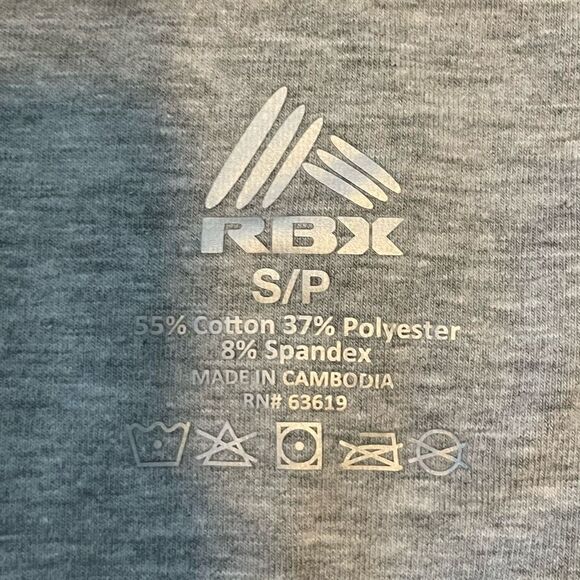 RBX
S/P
55% Cotton 37% Polyester
8% Spandex
MADE IN CAMBODIA
RN# 63619